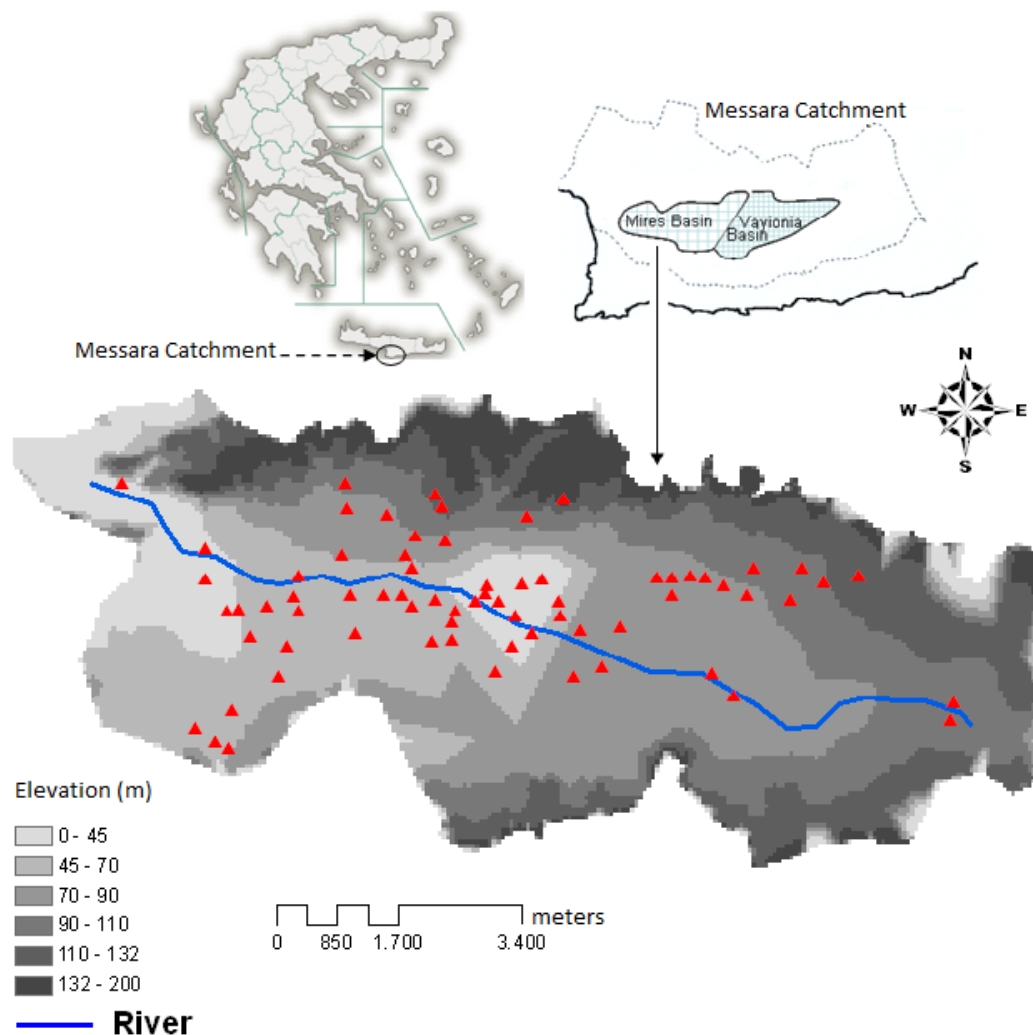 Messara Catchment
Mires Basin
Vayionia
Basin
Messara Catchment
N
W E
S
Elevation (m)
0 - 45
45 - 70
70 - 90
90 - 110
110 - 132
132 - 200
meters
0 850 1.700 3.400
River